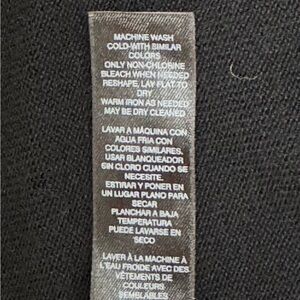 MACHINE WASH
COLD WITH SIMILAR
COLORS
ONLY NON-CHLORINE
BLEACH WHEN NEEDED
RESHAPE, LAY FLAT TO
DRY
WARM IRON AS NEEDED
MAY BE DRY CLEANED
LAVAR A MÁQUINA CON
AGUA FRIA CON
COLORES SIMILARES.
USAR BLANQUEADOR
SIN CLORO CUANDO SE
NECESITE.
ESTIRAR Y PONER EN
UN LUGAR PLANO PARA
SECAR
PLANCHAR A BAJA
TEMPERATURA
PUEDE LAVARSE EN
SECO
LAVER À LA MACHINE À
L'EAU FROIDE AVEC DES
VÊTEMENTS DE
COULEURS
SEMBLABLES